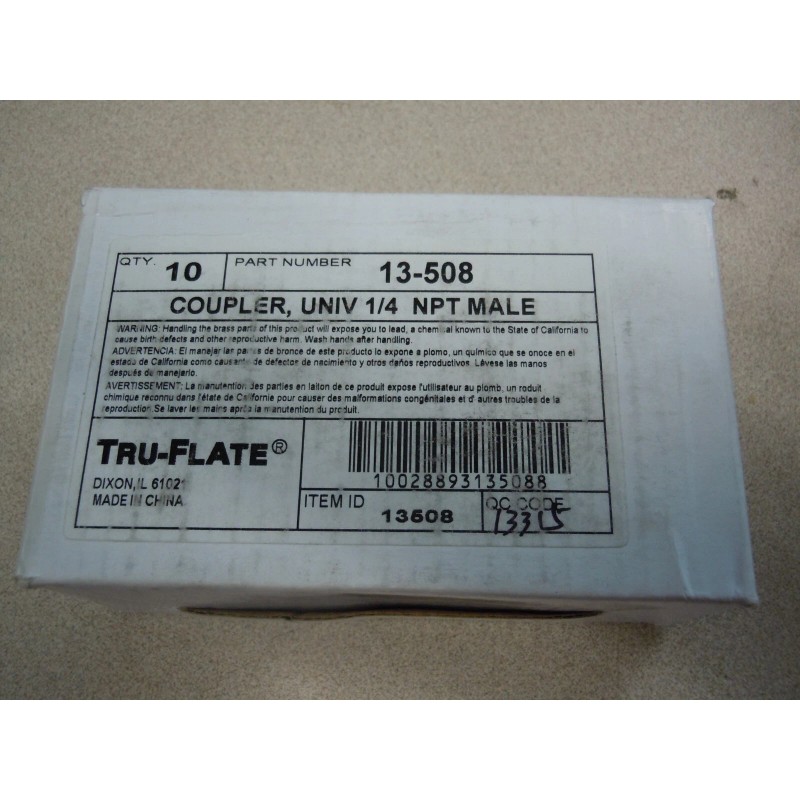 QTY. 10 PART NUMBER 13-508
COUPLER, UNIV 1/4 NPT MALE
WARNING: Handling the brass parts of this product will expose you to lead, a chemical known to the State of California to
cause birth defects and other reproductive harm. Wash hands after handling.
ADVERTENCIA: El manejar las partes de bronce de este producto lo expone a plomo, un quimico que se onoce en el
estado de California como causante de defectos de nacimiento y otros daños reproductivos. Lévese las manos
después de manejarlo.
AVERTISSEMENT: La manutention des parties en laiton de ce produit expose l'utilisateur au plomb, un roduit
chimique reconnu dans l'état de Californie pour causer des malformations congénitales et d' autres troubles de la
reproduction.Se laver les mains après la manutention du produit.
TRU-FLATE®
DIXON, IL 61021
MADE IN CHINA
10028893135088
ITEM ID 13508
QC CODE 13315